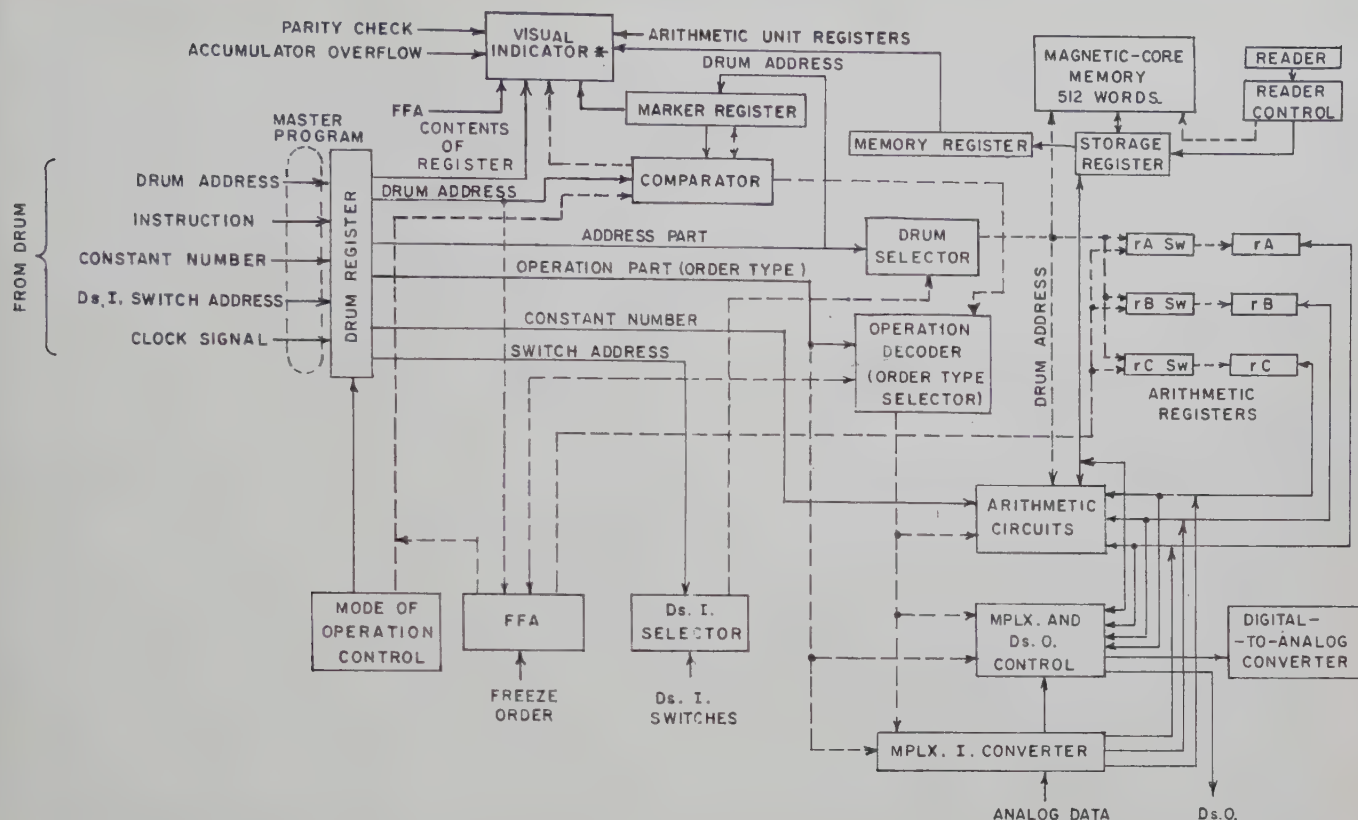 PARITY CHECK
ACCUMULATOR OVERFLOW
VISUAL
INDICATOR *
ARITHMETIC UNIT REGISTERS
DRUM ADDRESS
MARKER REGISTER
FFA
CONTENTS
OF
REGISTER
MAGNETIC-CORE
MEMORY
512 WORDS.
READER
READER
CONTROL
MEMORY REGISTER
STORAGE
REGISTER
MASTER
PROGRAM
FROM DRUM
DRUM ADDRESS
INSTRUCTION
CONSTANT NUMBER
Ds. I. SWITCH ADDRESS
CLOCK SIGNAL
DRUM REGISTER
DRUM ADDRESS
COMPARATOR
ADDRESS PART
OPERATION PART (ORDER TYPE)
CONSTANT NUMBER
SWITCH ADDRESS
DRUM
SELECTOR
OPERATION
DECODER
(ORDER TYPE
SELECTOR)
DRUM ADDRESS
rA Sw
rA
rB Sw
rB
rC Sw
rC
ARITHMETIC
REGISTERS
ARITHMETIC
CIRCUITS
MODE OF
OPERATION
CONTROL
FFA
Ds. I.
SELECTOR
MPLX. AND
Ds. O.
CONTROL
DIGITAL-
-TO-ANALOG
CONVERTER
FREEZE
ORDER
Ds. I.
SWITCHES
MPLX. I. CONVERTER
ANALOG DATA
Ds.O.